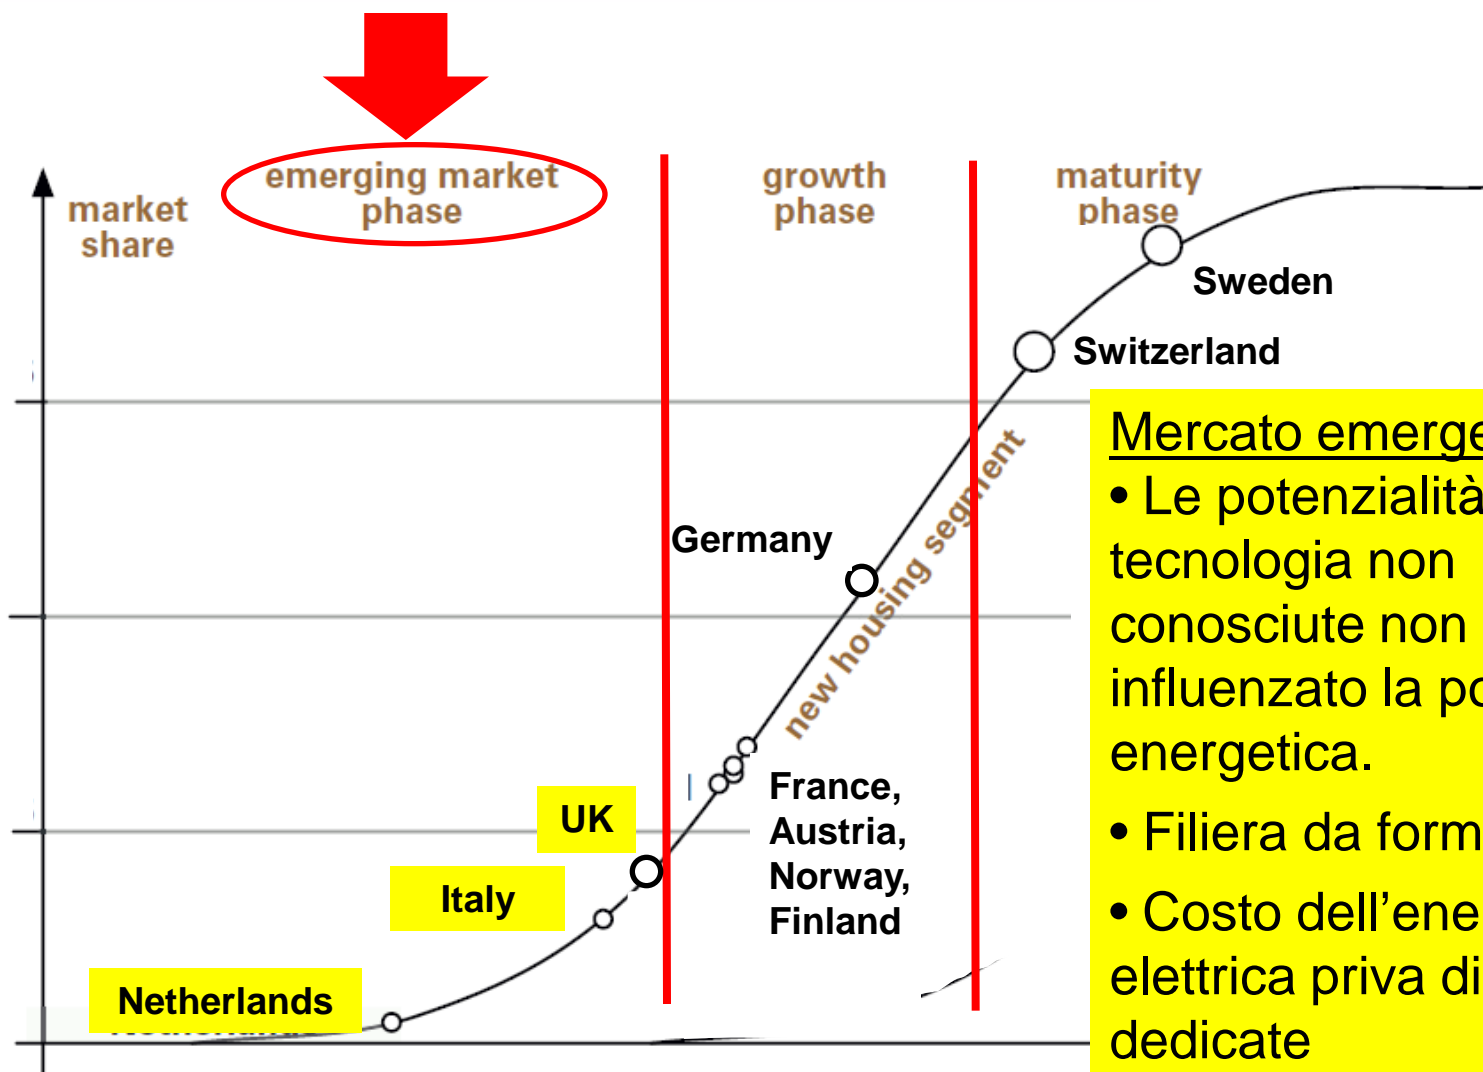 emerging market
phase
growth
phase
maturity
phase
market
share
Sweden
Switzerland
Germany
new housing segment
UK
Italy
Netherlands
France,
Austria,
Norway,
Finland
Mercato emerge
• Le potenzialità
tecnologia non
conosciute non
influenzato la po
energetica.
• Filiera da form
• Costo dell’ene
elettrica priva di
dedicate